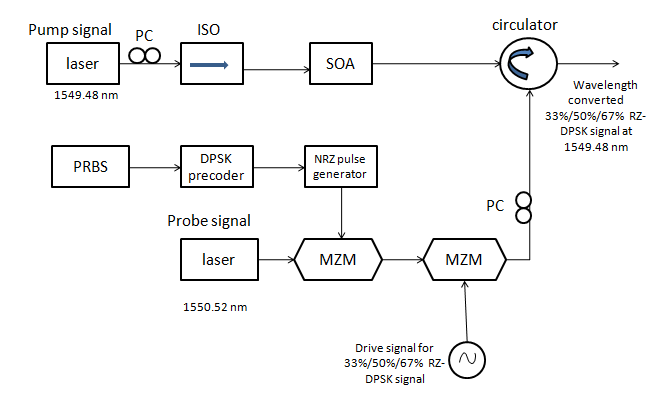 Pump signal
PC
ISO
circulator
laser
SOA
1549.48 nm
Wavelength
converted
33%/50%/67% RZ-
DPSK signal at
1549.48 nm
PRBS
DPSK
precoder
NRZ pulse
generator
PC
Probe signal
laser
MZM
MZM
1550.52 nm
Drive signal for
33%/50%/67% RZ-
DPSK signal